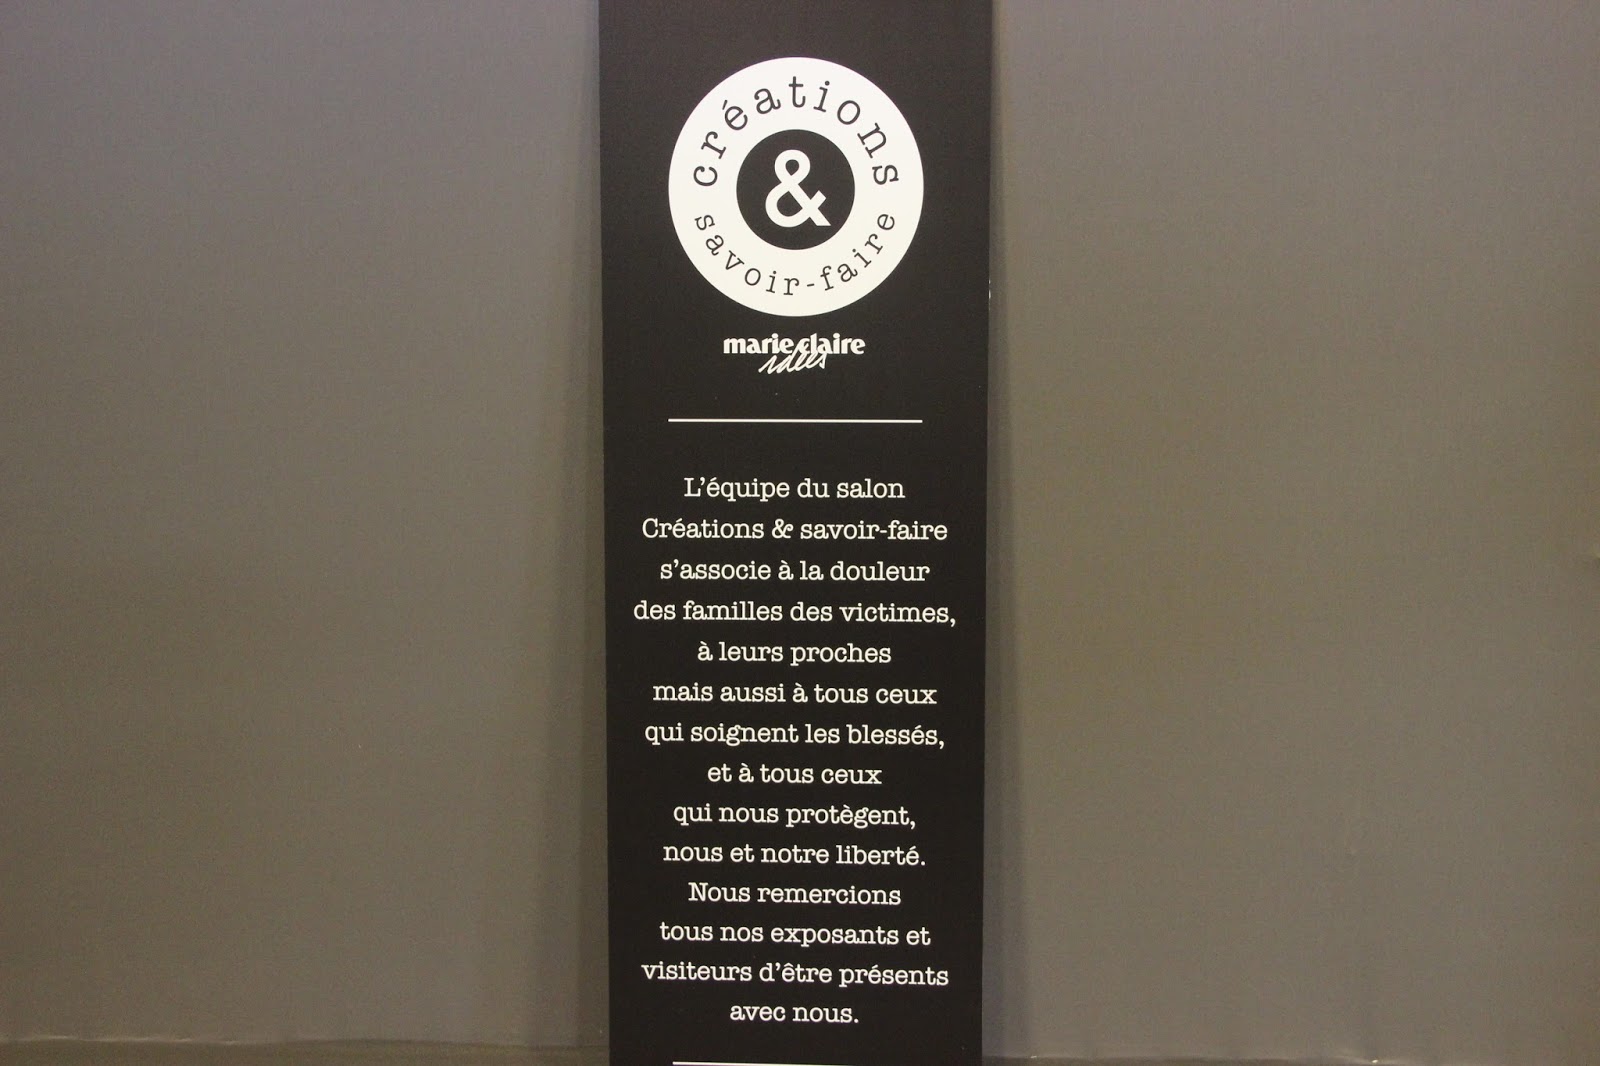 créations
&
savoir-faire
marie claire
idées
L'équipe du salon
Créations & savoir-faire
s'associe à la douleur
des familles des victimes,
à leurs proches
mais aussi à tous ceux
qui soignent les blessés,
et à tous ceux
qui nous protègent,
nous et notre liberté.
Nous remercions
tous nos exposants et
visiteurs d'être présents
avec nous.